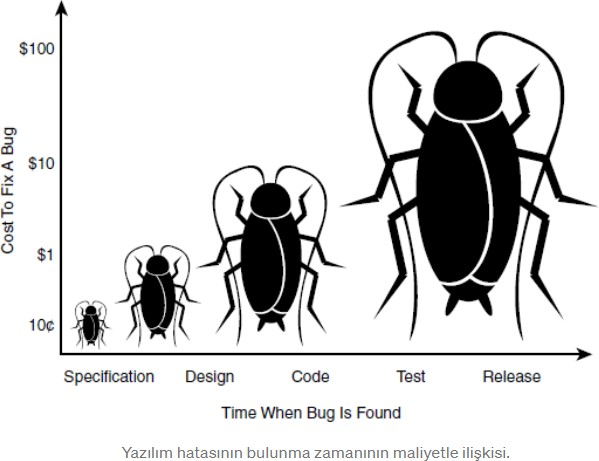 $100
$10
$1
10¢
Cost To Fix A Bug
Specification
Design
Code
Test
Release
Time When Bug Is Found
Yazılım hatasının bulunma zamanının maliyetle ilişkisi.